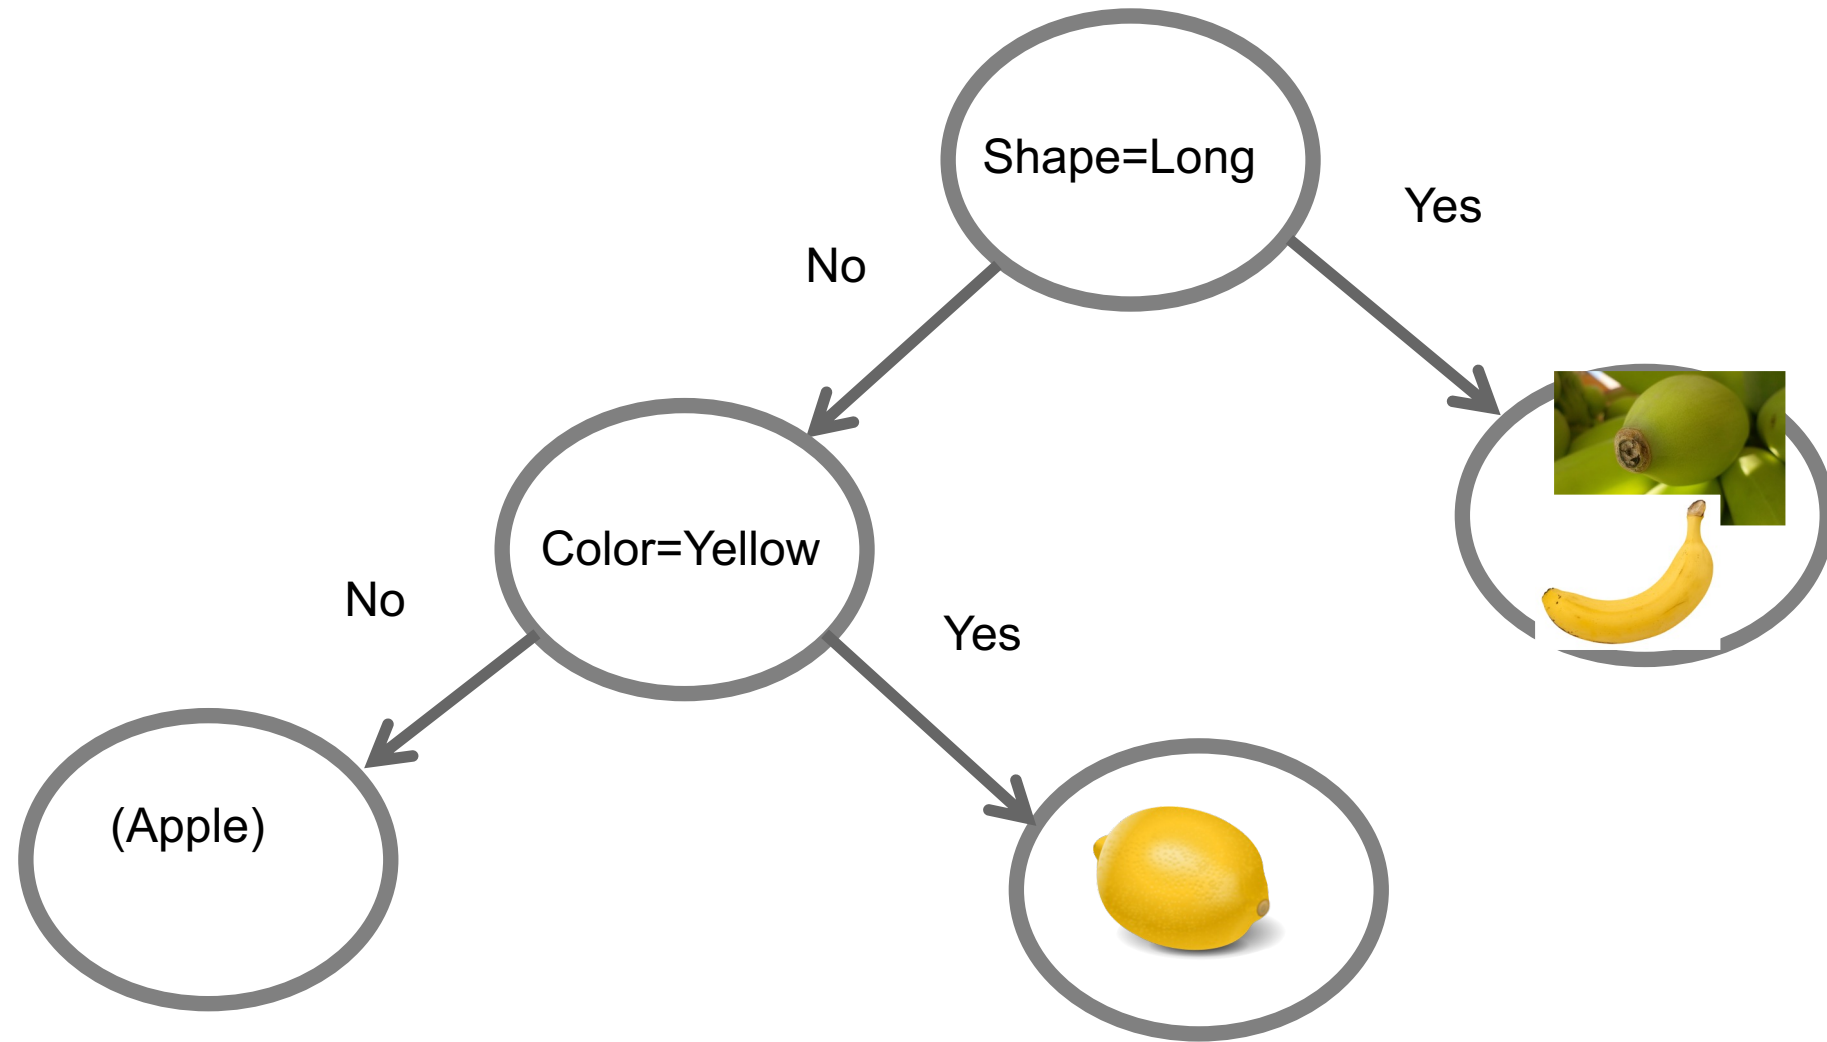 Shape=Long
Yes
No
Color=Yellow
No
Yes
(Apple)